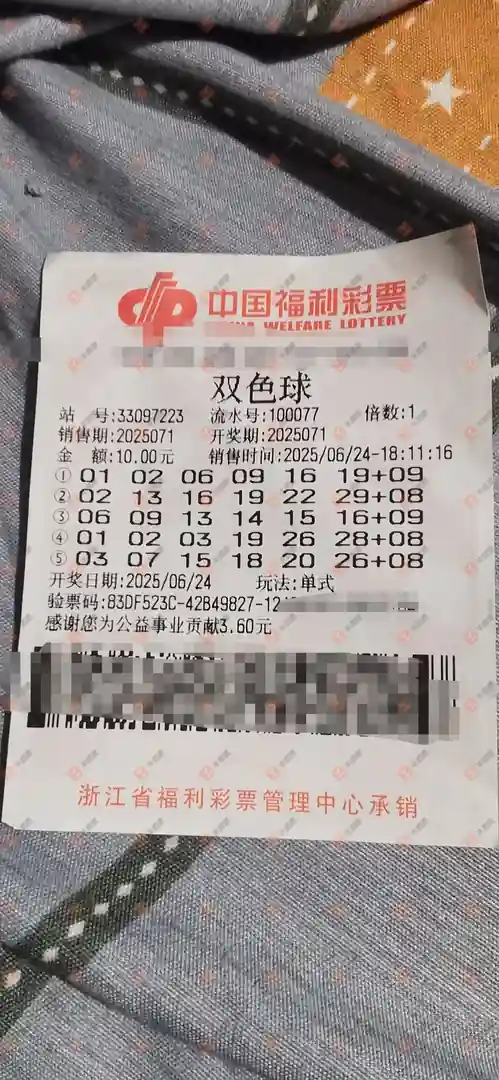 中国福利彩票
CHINA WELFARE LOTTERY
双色球
站 号:33097223 流水号:100077 倍数:1
销售期:2025071 开奖期:2025071
金 额:10.00元 销售时间:2025/06/24-18:11:16
① 01 02 06 09 16 19+09
② 02 13 16 19 22 29+08
③ 06 09 13 14 15 16+09
④ 01 02 03 19 26 28+08
⑤ 03 07 15 18 20 26+08
开奖日期:2025/06/24 玩法:单式
验票码:83DF523C-42B49827-12
感谢您为公益事业贡献3.60元
浙江省福利彩票管理中心承销